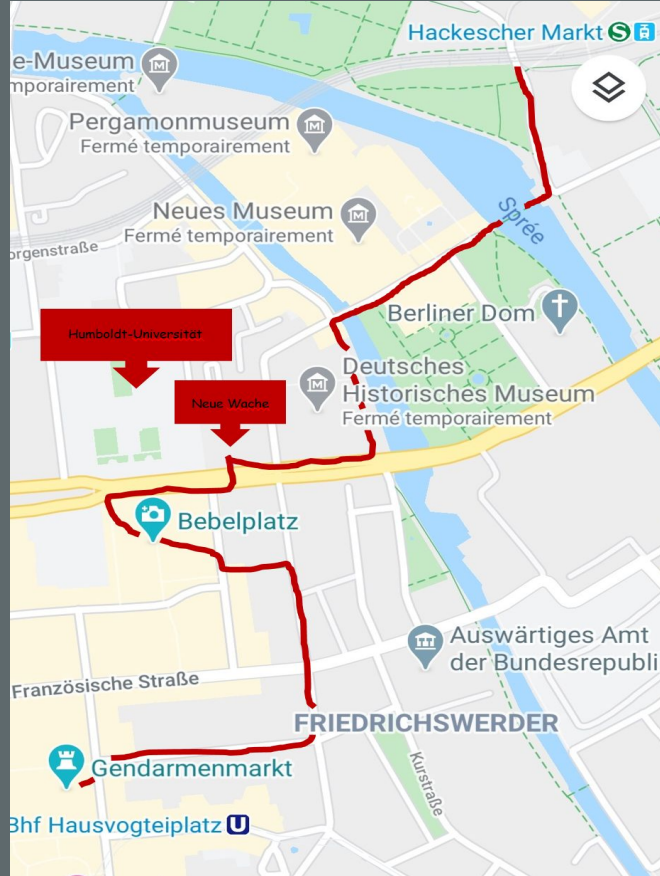 Hackescher Markt S
e-Museum
mporairement
Pergamonmuseum
Fermé temporairement
Neues Museum
Fermé temporairement
Sprée
orgenstraße
Berliner Dom
Humboldt-Universität
Deutsches
Historisches Museum
Fermé temporairement
Neue Wache
Bebelplatz
Auswärtiges Amt
der Bundesrepubli
Französische Straße
FRIEDRICHSWERDER
Gendarmenmarkt
Kurstraße
Bhf Hausvogteiplatz U